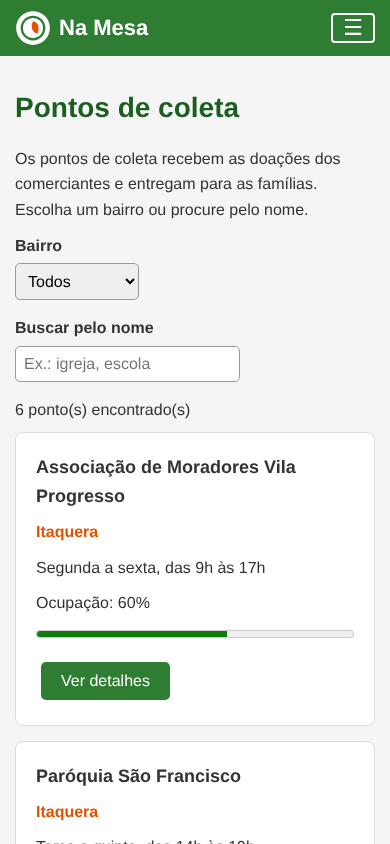 Na Mesa
☰
Pontos de coleta
Os pontos de coleta recebem as doações dos
comerciantes e entregam para as famílias.
Escolha um bairro ou procure pelo nome.
Bairro
Todos
Buscar pelo nome
Ex.: igreja, escola
6 ponto(s) encontrado(s)
Associação de Moradores Vila
Progresso
Itaquera
Segunda a sexta, das 9h às 17h
Ocupação: 60%
Ver detalhes
Paróquia São Francisco
Itaquera